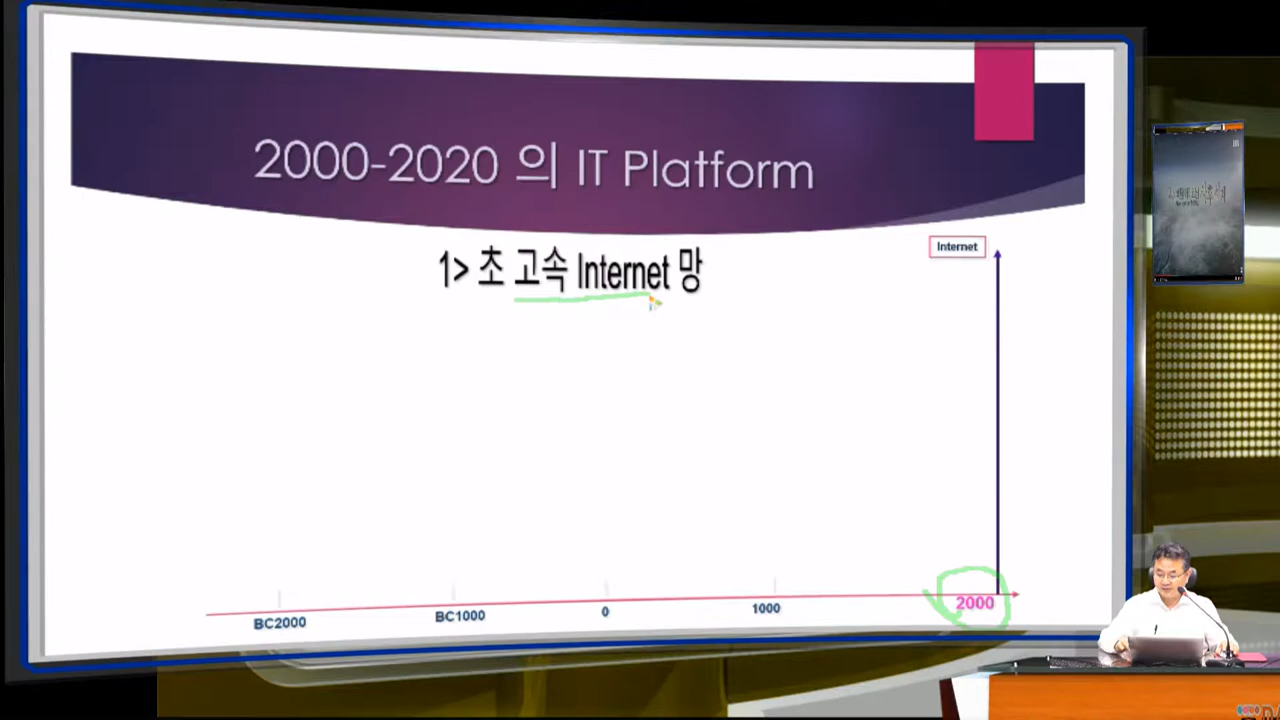 2000-2020 의 IT Platform
1> 초 고속 Internet 망
Internet
BC2000
BC1000
0
1000
2000